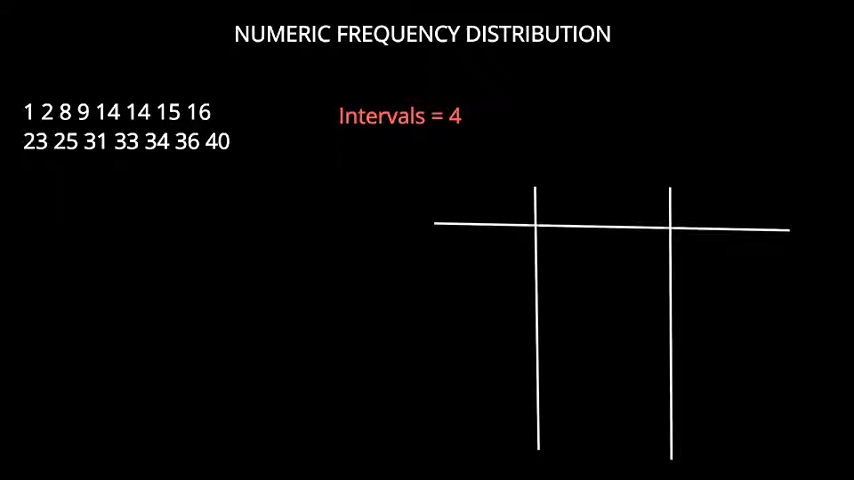 NUMERIC FREQUENCY DISTRIBUTION
1 2 8 9 14 14 15 16
23 25 31 33 34 36 40
Intervals = 4